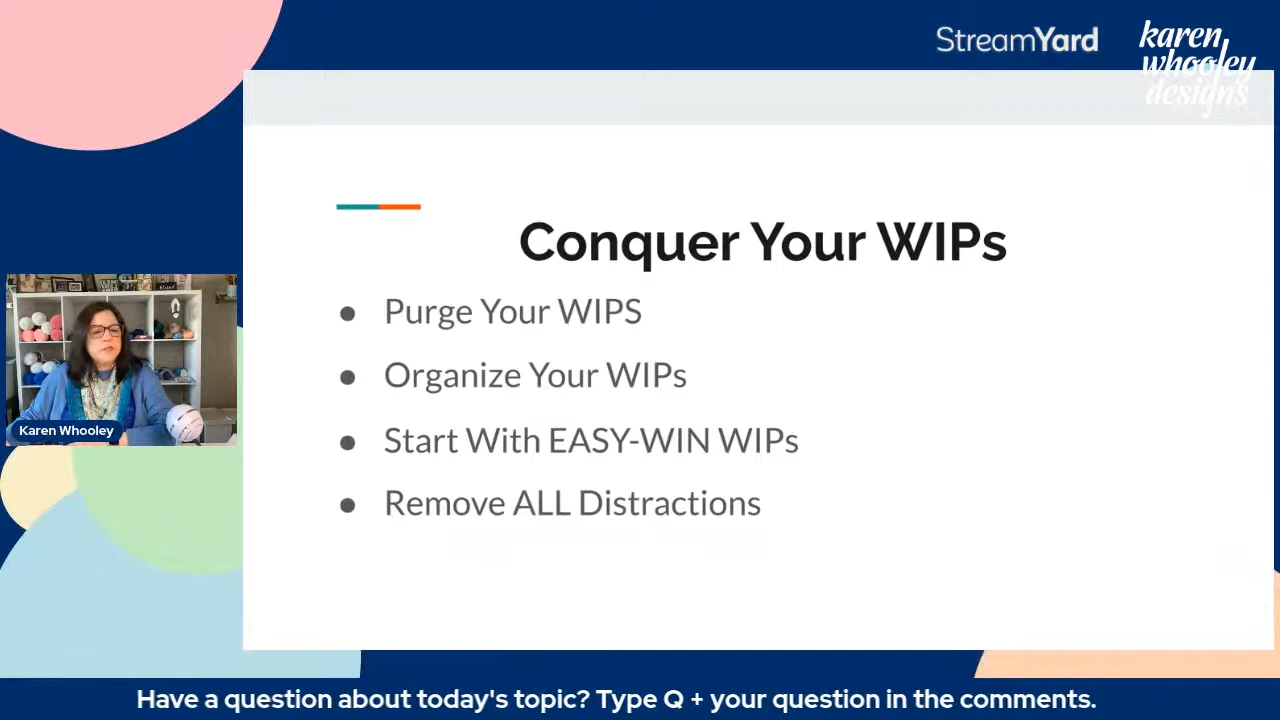 StreamYard
karen
whooley
designs
Conquer Your WIPs
● Purge Your WIPS
● Organize Your WIPs
● Start With EASY-WIN WIPs
● Remove ALL Distractions
Karen Whooley
Have a question about today's topic? Type Q + your question in the comments.